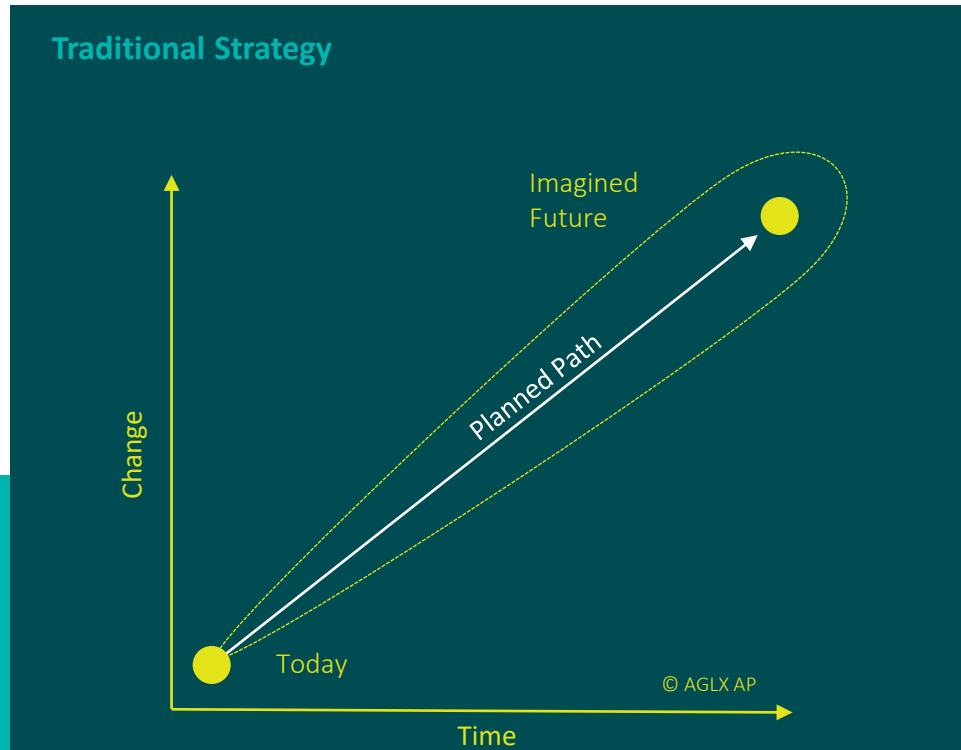 Traditional Strategy
Imagined
Future
Planned Path
Change
Today
© AGLX AP
Time